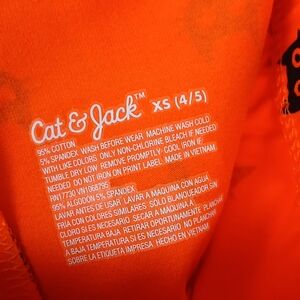 Cat & Jack™ XS (4/5)
95% COTTON
5% SPANDEX WASH BEFORE WEAR MACHINE WASH COLD
WITH LIKE COLORS ONLY NON-CHLORINE BLEACH IF NEEDED
TUMBLE DRY LOW REMOVE PROMPTLY COOL IRON IF
NEEDED DO NOT IRON ON PRINT LABEL. MADE IN VIETNAM.
95% ALGODON 5% SPANDEX
LAVAR ANTES DE USAR LAVAR A MAQUINA CON AGUA
FRIA CON COLORES SIMILARES SOLO BLANQUEADOR SIN
CLORO SI ES NECESARIO SECAR A MAQUINA A
TEMPERATURA BAJA RETIRAR OPORTUNAMENTE PLANCHAR
A BAJA TEMPERATURA SI ES NECESARIO NO PLANCHAR
SOBRE LA ETIQUETA IMPRESA HECHO EN VIETNAM